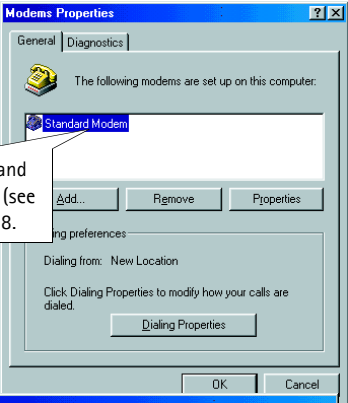 Modems Properties
General Diagnostics
The following modems are set up on this computer:
Standard Modem
and
(see
8.
Add... Remove Properties
ing preferences
Dialing from: New Location
Click Dialing Properties to modify how your calls are
dialed.
Dialing Properties
OK Cancel